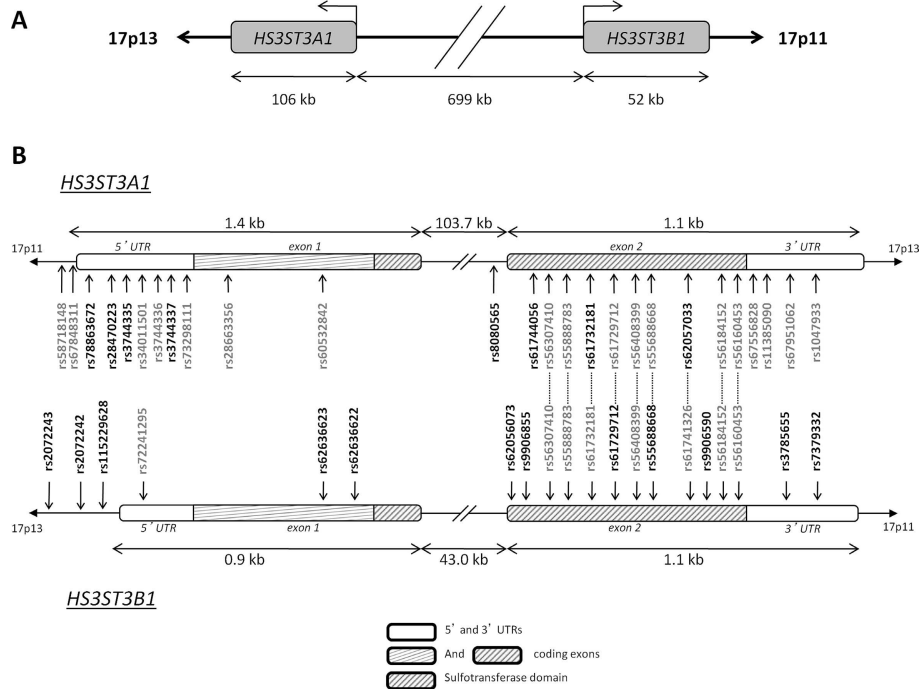 A
17p13
HS3ST3A1
HS3ST3B1
17p11
106 kb
699 kb
52 kb
B
HS3ST3A1
1.4 kb
103.7 kb
1.1 kb
17p11
5' UTR
exon 1
exon 2
3' UTR
17p13
rs58718148
rs67848311
rs78863672
rs28470223
rs3744335
rs34011501
rs3744336
rs3744337
rs73298111
rs28663356
rs60532842
rs8080565
rs61744056
rs56307410
rs55888783
rs61732181
rs61729712
rs56408399
rs55688668
rs62057033
rs56184152
rs56160453
rs67556828
rs11385090
rs67951062
rs1047933
rs2072243
rs2072242
rs115229628
rs72241295
rs62636623
rs62636622
rs62056073
rs9906855
rs56307410
rs55888783
rs61732181
rs61729712
rs56408399
rs55688668
rs61741326
rs9906590
rs56184152
rs56160453
rs3785655
rs7379332
17p13
5' UTR
exon 1
exon 2
3' UTR
17p11
0.9 kb
43.0 kb
1.1 kb
HS3ST3B1
5' and 3' UTRs
And
coding exons
Sulfotransferase domain